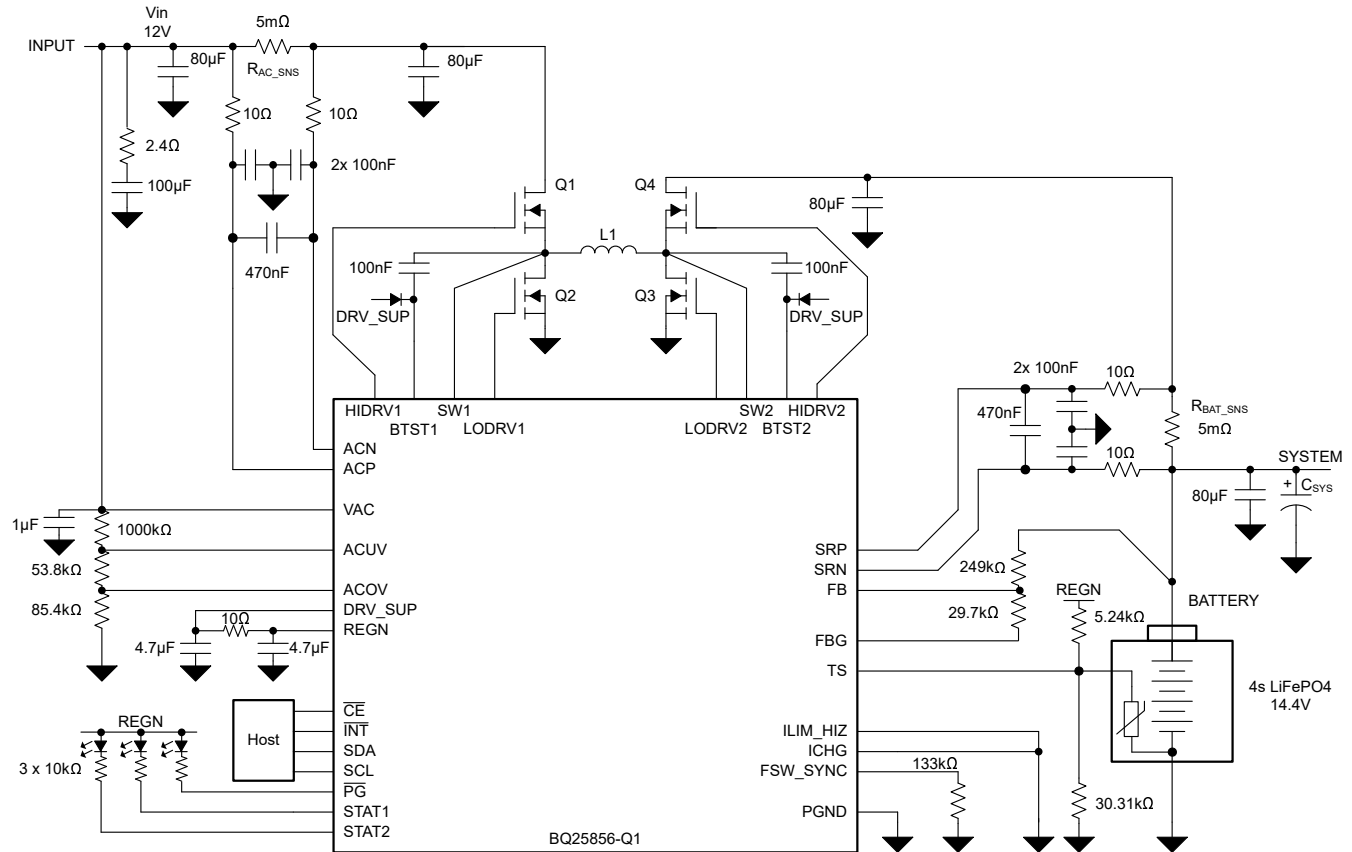 Vin
12V
5mΩ
INPUT
80µF
R_AC_SNS
80µF
10Ω
10Ω
2.4Ω
100µF
2x 100nF
470nF
Q1
Q4
80µF
L1
100nF
100nF
Q2
Q3
DRV_SUP
DRV_SUP
HIDRV1
BTST1
SW1
LODRV1
LODRV2
SW2
BTST2
HIDRV2
2x 100nF
10Ω
470nF
R_BAT_SNS
5mΩ
10Ω
SYSTEM
80µF
+
C_SYS
ACN
ACP
VAC
1µF
1000kΩ
ACUV
53.8kΩ
ACOV
85.4kΩ
DRV_SUP
10Ω
REGN
4.7µF
4.7µF
SRP
SRN
249kΩ
FB
29.7kΩ
FBG
REGN
5.24kΩ
BATTERY
TS
4s LiFePO4
14.4V
Host
CE
INT
SDA
SCL
REGN
3 x 10kΩ
PG
STAT1
STAT2
ILIM_HIZ
ICHG
FSW_SYNC
133kΩ
30.31kΩ
PGND
BQ25856-Q1